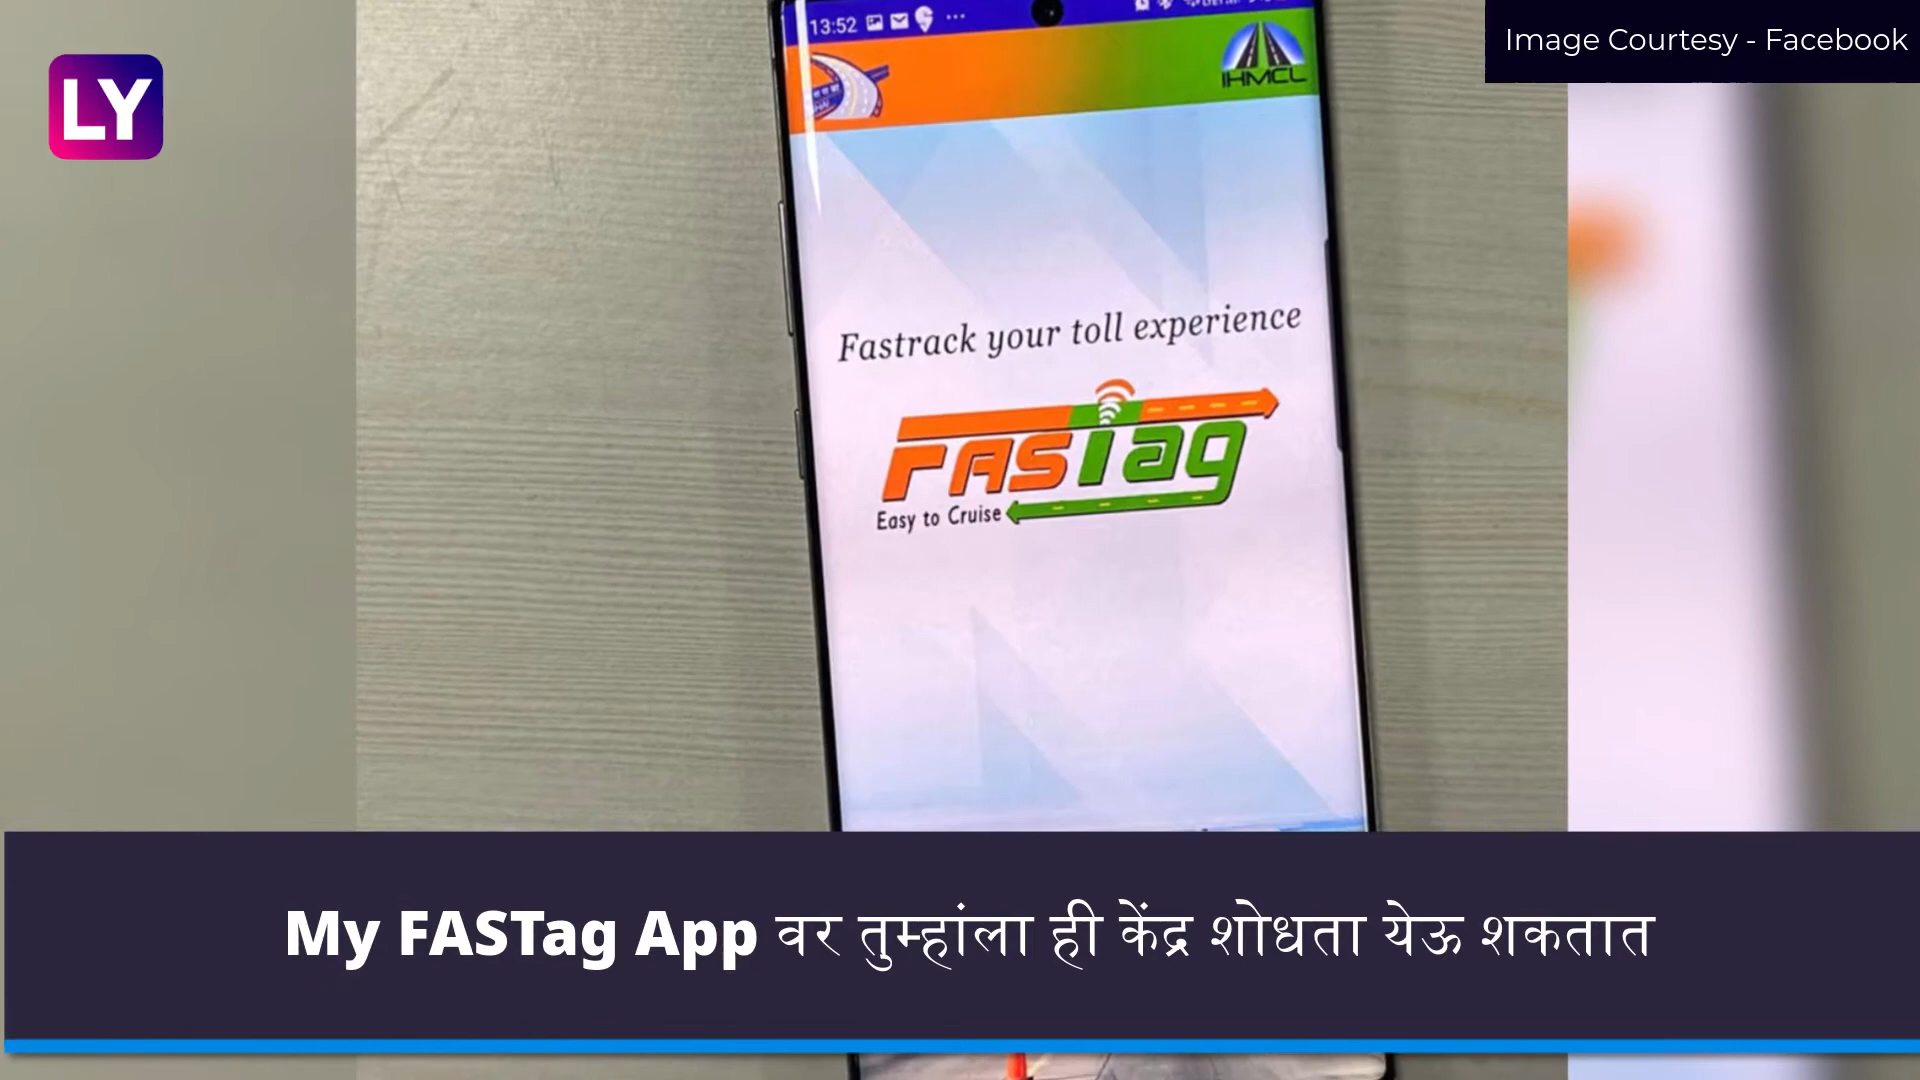 13:52
Image Courtesy - Facebook
LY
IHMCL
Fastrack your toll experience
FASTag
Easy to Cruise
My FASTag App वर तुम्हांला ही केंद्र शोधता येऊ शकतात